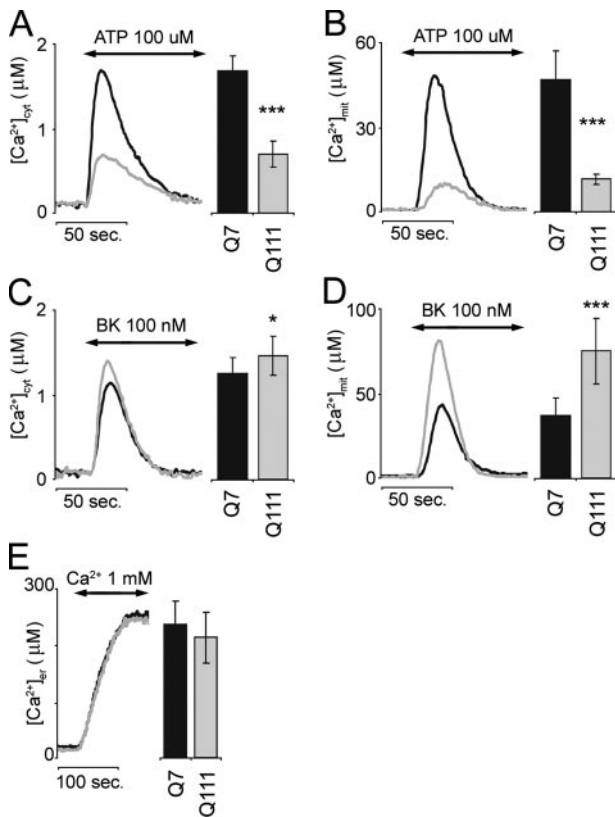 A
ATP 100 uM
[Ca²⁺]cyt (μM)
2
1
0
50 sec.
***
Q7
Q111
B
ATP 100 uM
[Ca²⁺]mit (μM)
60
30
0
50 sec.
***
Q7
Q111
C
BK 100 nM
[Ca²⁺]cyt (μM)
2
1
0
50 sec.
*
Q7
Q111
D
BK 100 nM
[Ca²⁺]mit (μM)
100
50
0
50 sec.
***
Q7
Q111
E
Ca²⁺ 1 mM
[Ca²⁺]er (μM)
300
0
100 sec.
Q7
Q111